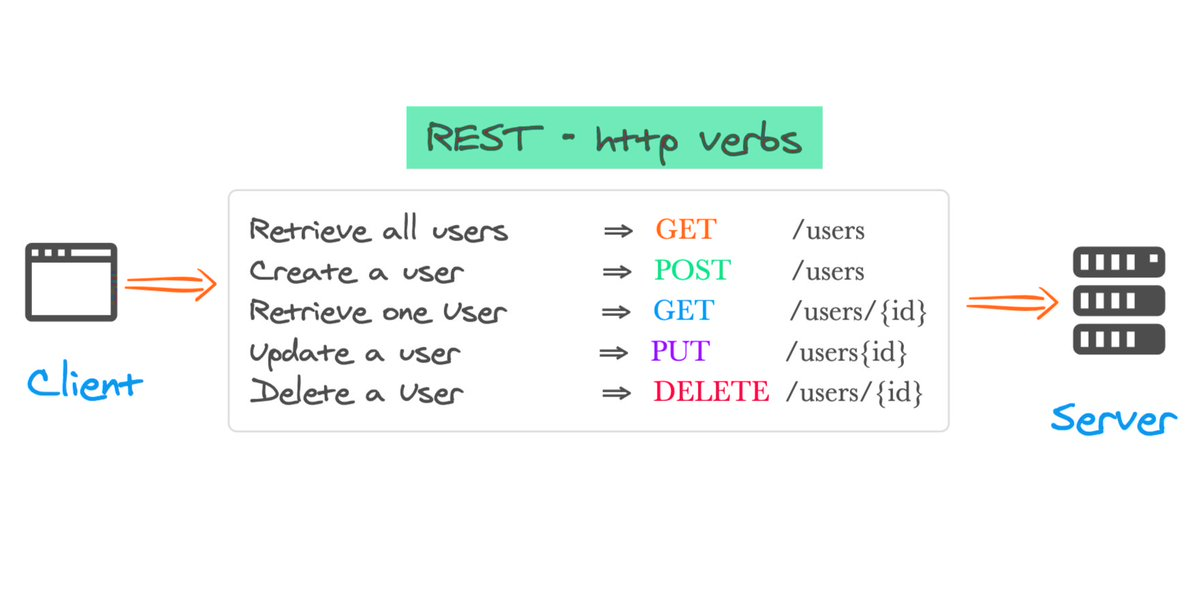 REST - http verbs
Retrieve all users ⇒ GET /users
Create a user ⇒ POST /users
Retrieve one User ⇒ GET /users/{id}
Update a user ⇒ PUT /users{id}
Delete a User ⇒ DELETE /users/{id}
Client
Server